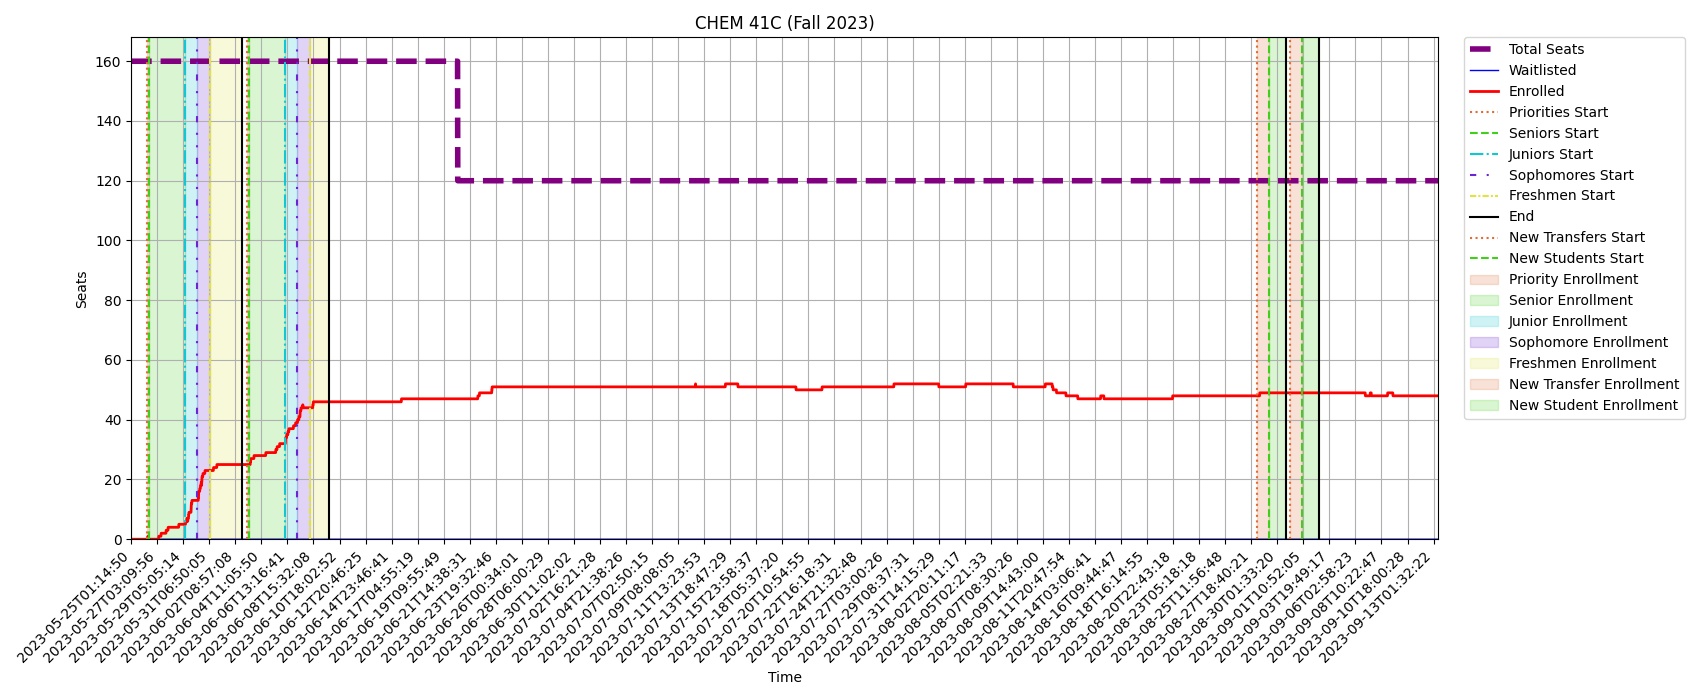 CHEM 41C (Fall 2023)
Seats
160
140
120
100
80
60
40
20
0
2023-05-25T01:14:50
2023-05-27T03:09:56
2023-05-29T05:05:14
2023-05-31T06:50:05
2023-06-02T08:57:08
2023-06-04T11:05:50
2023-06-06T13:16:41
2023-06-08T15:32:08
2023-06-10T18:02:52
2023-06-12T20:46:25
2023-06-14T23:46:41
2023-06-17T04:55:19
2023-06-19T09:55:49
2023-06-21T14:38:31
2023-06-23T19:32:46
2023-06-26T00:34:01
2023-06-28T06:00:29
2023-06-30T11:02:02
2023-07-02T16:21:28
2023-07-04T21:38:26
2023-07-07T02:50:15
2023-07-09T08:08:05
2023-07-11T13:23:53
2023-07-13T18:47:29
2023-07-15T23:58:37
2023-07-18T05:37:20
2023-07-20T10:54:55
2023-07-22T16:18:31
2023-07-24T21:32:48
2023-07-27T03:00:26
2023-07-29T08:37:31
2023-07-31T14:15:29
2023-08-02T20:11:17
2023-08-05T02:21:33
2023-08-07T08:30:26
2023-08-09T14:43:00
2023-08-11T20:47:54
2023-08-14T03:06:41
2023-08-16T09:44:47
2023-08-18T16:14:55
2023-08-20T22:43:18
2023-08-23T05:18:18
2023-08-25T11:56:48
2023-08-27T18:40:21
2023-08-30T01:33:20
2023-09-01T10:52:05
2023-09-03T19:49:17
2023-09-06T02:58:23
2023-09-08T10:22:47
2023-09-10T18:00:28
2023-09-13T01:32:22
Time
Total Seats
Waitlisted
Enrolled
Priorities Start
Seniors Start
Juniors Start
Sophomores Start
Freshmen Start
End
New Transfers Start
New Students Start
Priority Enrollment
Senior Enrollment
Junior Enrollment
Sophomore Enrollment
Freshmen Enrollment
New Transfer Enrollment
New Student Enrollment